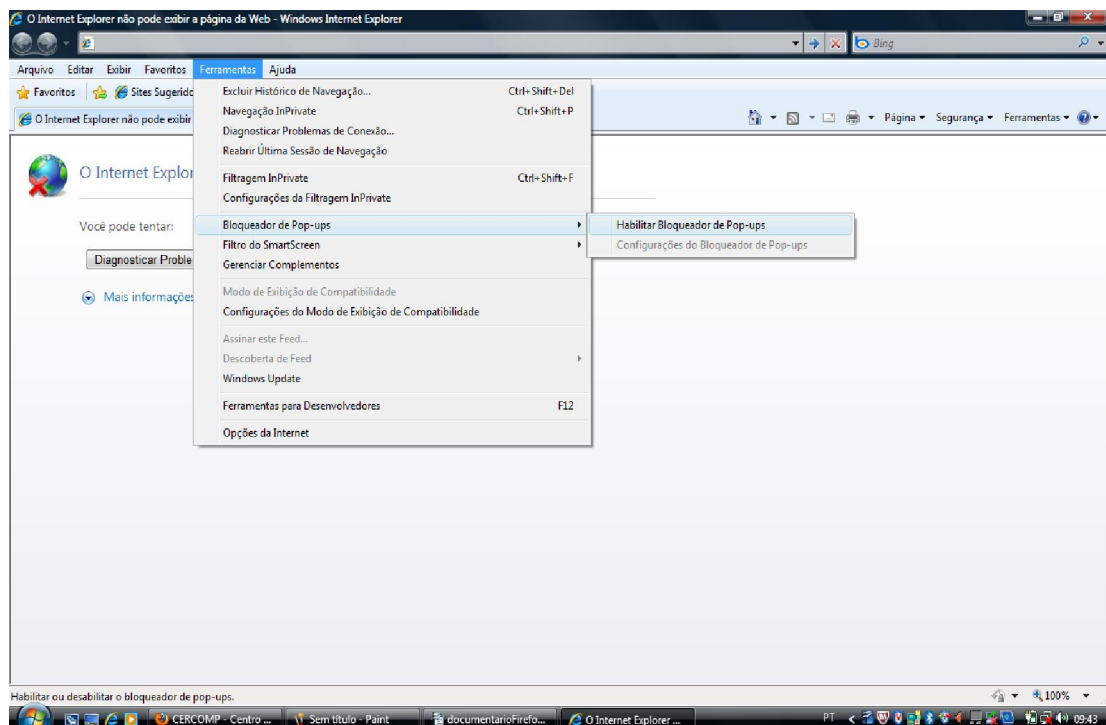 O Internet Explorer não pode exibir a página da Web - Windows Internet Explorer
Bing
Arquivo Editar Exibir Favoritos Ferramentas Ajuda
Favoritos Sites Sugerido
O Internet Explorer não pode exibir
Página Segurança Ferramentas
Excluir Histórico de Navegação... Ctrl+Shift+Del
Navegação InPrivate Ctrl+Shift+P
Diagnosticar Problemas de Conexão...
Reabrir Última Sessão de Navegação
O Internet Explor
Filtragem InPrivate Ctrl+Shift+F
Configurações da Filtragem InPrivate
Você pode tentar:
Bloqueador de Pop-ups
Habilitar Bloqueador de Pop-ups
Filtro do SmartScreen
Configurações do Bloqueador de Pop-ups
Diagnosticar Proble
Gerenciar Complementos
Mais informações
Modo de Exibição de Compatibilidade
Configurações do Modo de Exibição de Compatibilidade
Assinar este Feed...
Descoberta de Feed
Windows Update
Ferramentas para Desenvolvedores F12
Opções da Internet
Habilitar ou desabilitar o bloqueador de pop-ups.
100%
CERCOMP - Centro ... Sem título - Paint documentarioFirefo... O Internet Explorer ... PT 09:43